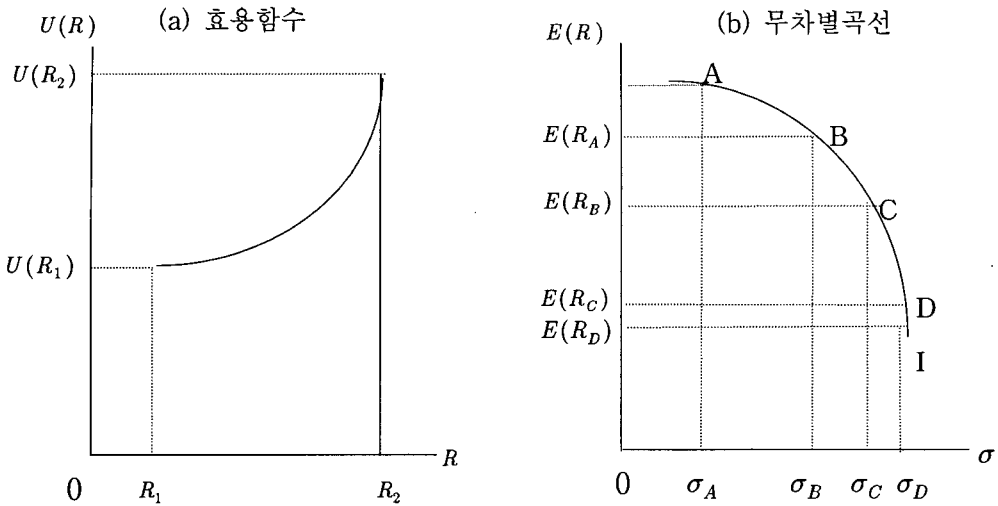 (a) 효용함수
U(R)
U(R₂)
U(R₁)
0
R₁
R₂
R
(b) 무차별곡선
E(R)
A
E(R_A)
B
E(R_B)
C
E(R_C)
D
E(R_D)
I
0
σ_A
σ_B
σ_C
σ_D
σ